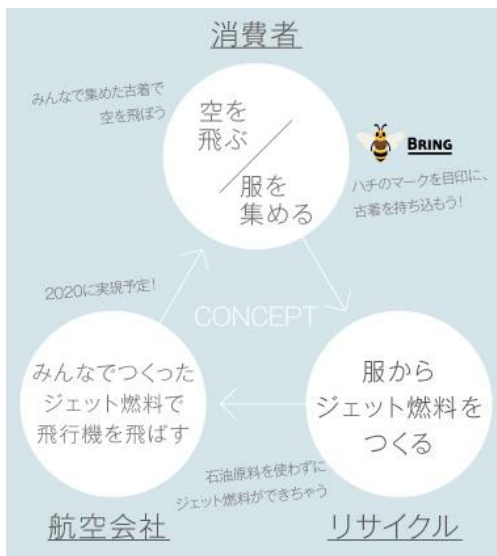 消費者
みんなで集めた古着で
空を飛ぼう
空を
飛ぶ
服を
集める
BRING
ハチのマークを目印に、
古着を持ち込もう!
2020に実現予定!
CONCEPT
みんなでつくった
ジェット燃料で
飛行機を飛ばす
服から
ジェット燃料を
つくる
石油原料を使わずに
ジェット燃料ができちゃう
航空会社
リサイクル